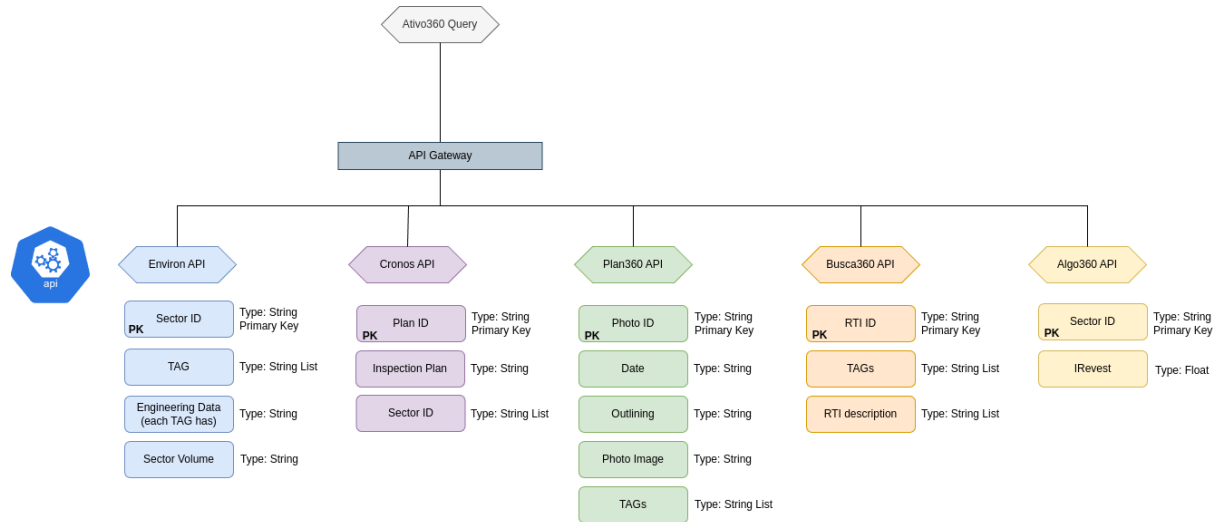 Ativo360 Query
API Gateway
api
Environ API
Sector ID
PK
Type: String
Primary Key
TAG
Type: String List
Engineering Data
(each TAG has)
Type: String
Sector Volume
Type: String
Cronos API
Plan ID
PK
Type: String
Primary Key
Inspection Plan
Type: String
Sector ID
Type: String List
Plan360 API
Photo ID
PK
Type: String
Primary Key
Date
Type: String
Outlining
Type: String
Photo Image
Type: String
TAGs
Type: String List
Busca360 API
RTI ID
PK
Type: String
Primary Key
TAGs
Type: String List
RTI description
Type: String List
Algo360 API
Sector ID
PK
Type: String
Primary Key
IRevest
Type: Float